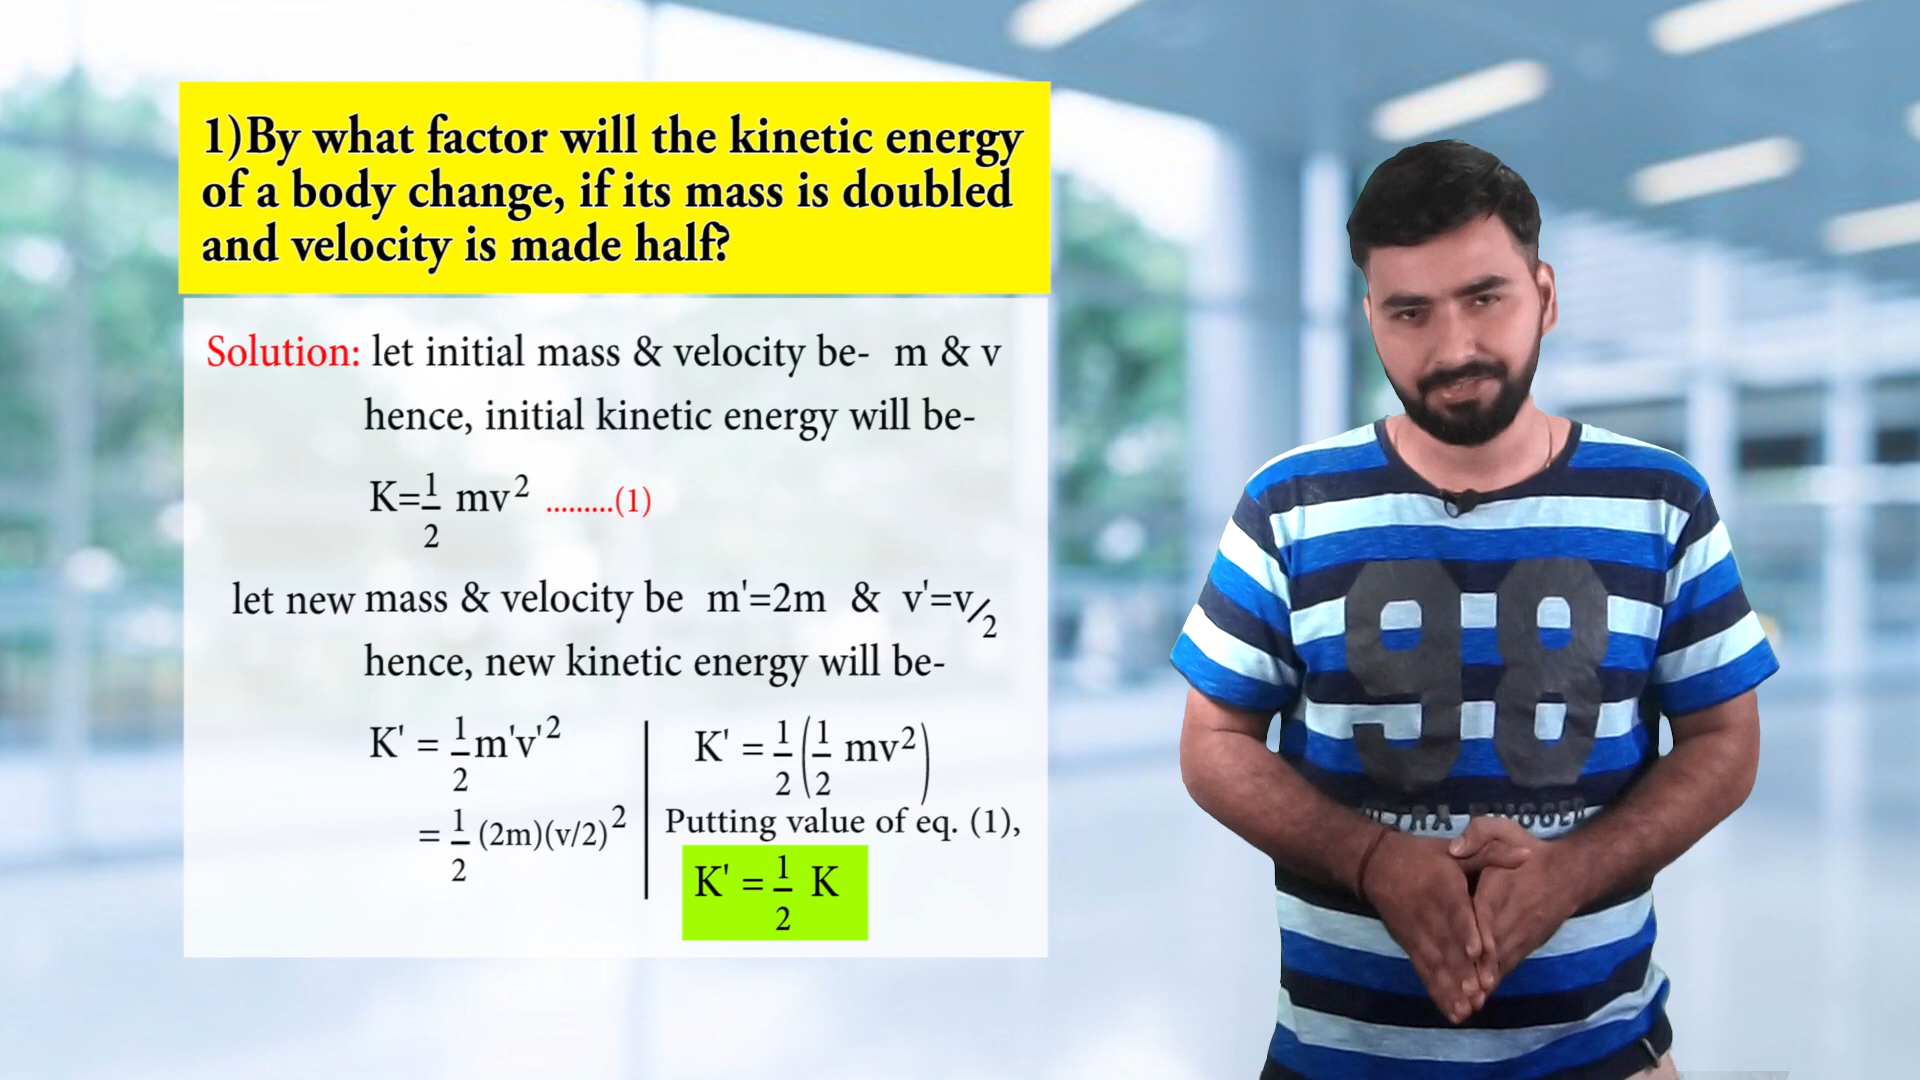 1)By what factor will the kinetic energy
of a body change, if its mass is doubled
and velocity is made half?
Solution: let initial mass & velocity be- m & v
hence, initial kinetic energy will be-
K=1/2 mv² .........(1)
let new mass & velocity be m'=2m & v'=v/2
hence, new kinetic energy will be-
K' = 1/2 m'v'²
= 1/2 (2m)(v/2)²
K' = 1/2 (1/2 mv²)
Putting value of eq. (1),
K' = 1/2 K
98